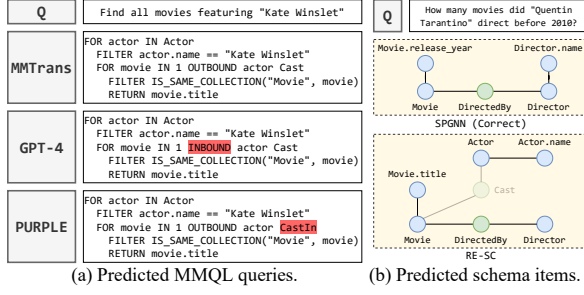 Q
Find all movies featuring "Kate Winslet"
MMTrans
FOR actor IN Actor
FILTER actor.name == "Kate Winslet"
FOR movie IN 1 OUTBOUND actor Cast
FILTER IS_SAME_COLLECTION("Movie", movie)
RETURN movie.title
GPT-4
FOR actor IN Actor
FILTER actor.name == "Kate Winslet"
FOR movie IN 1 INBOUND actor Cast
FILTER IS_SAME_COLLECTION("Movie", movie)
RETURN movie.title
PURPLE
FOR actor IN Actor
FILTER actor.name == "Kate Winslet"
FOR movie IN 1 OUTBOUND actor CastIn
FILTER IS_SAME_COLLECTION("Movie", movie)
RETURN movie.title
(a) Predicted MMQL queries.
Q
How many movies did "Quentin
Tarantino" direct before 2010?
Movie.release_year
Director.name
Movie
DirectedBy
Director
SPGNN (Correct)
Actor
Actor.name
Movie.title
Cast
Movie
DirectedBy
Director
RE-SC
(b) Predicted schema items.